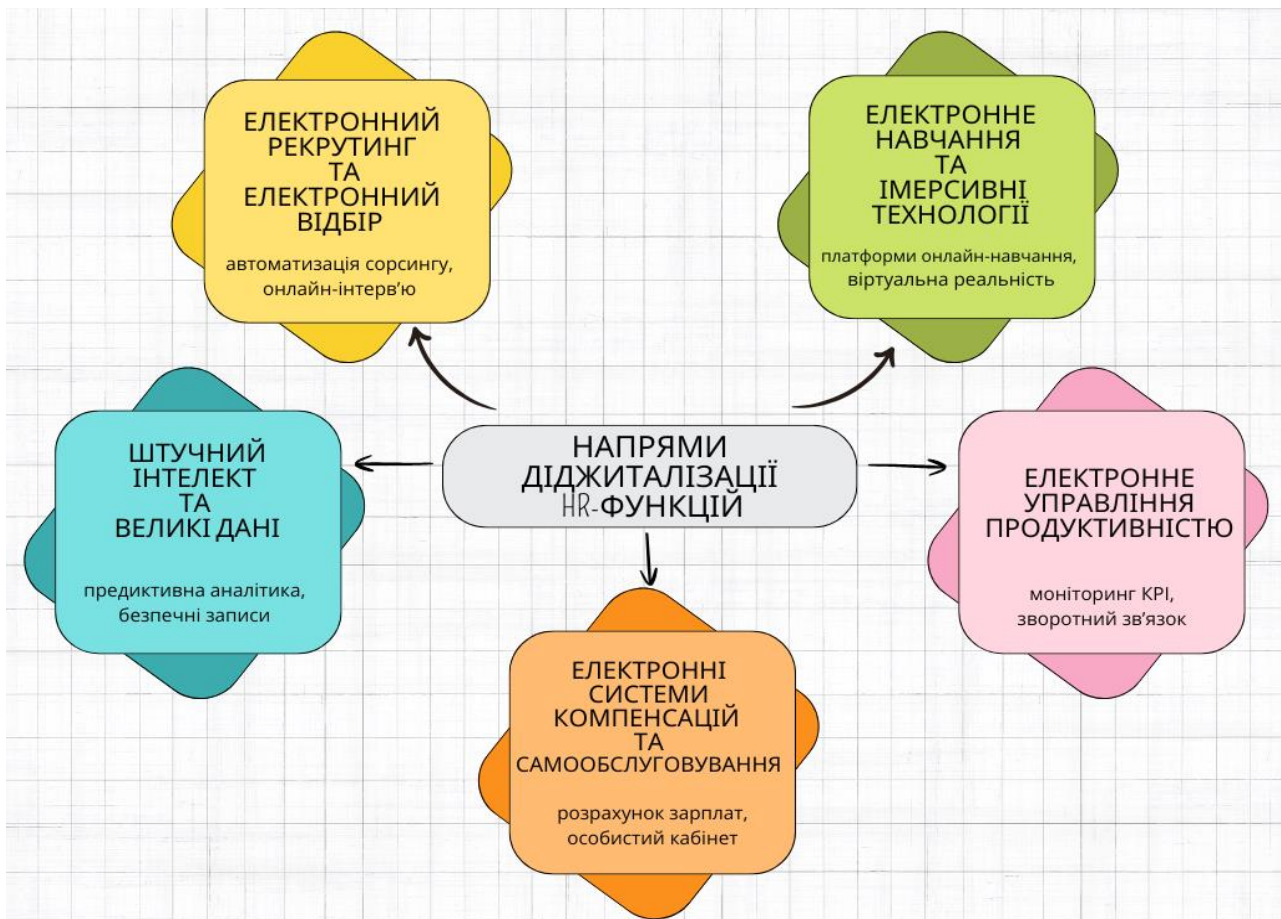 ЕЛЕКТРОННИЙ
РЕКРУТИНГ
ТА
ЕЛЕКТРОННИЙ
ВІДБІР
автоматизація сорсингу,
онлайн-інтерв'ю
ЕЛЕКТРОННЕ
НАВЧАННЯ
ТА
ІМЕРСИВНІ
ТЕХНОЛОГІЇ
платформи онлайн-навчання,
віртуальна реальність
НАПРЯМИ
ДІДЖИТАЛІЗАЦІЇ
HR-ФУНКЦІЙ
ШТУЧНИЙ
ІНТЕЛЕКТ
ТА
ВЕЛИКІ ДАНІ
предиктивна аналітика,
безпечні записи
ЕЛЕКТРОННЕ
УПРАВЛІННЯ
ПРОДУКТИВНІСТЮ
моніторинг КРІ,
зворотний зв'язок
ЕЛЕКТРОННІ
СИСТЕМИ
КОМПЕНСАЦІЙ
ТА
САМООБСЛУГОВУВАННЯ
розрахунок зарплат,
особистий кабінет